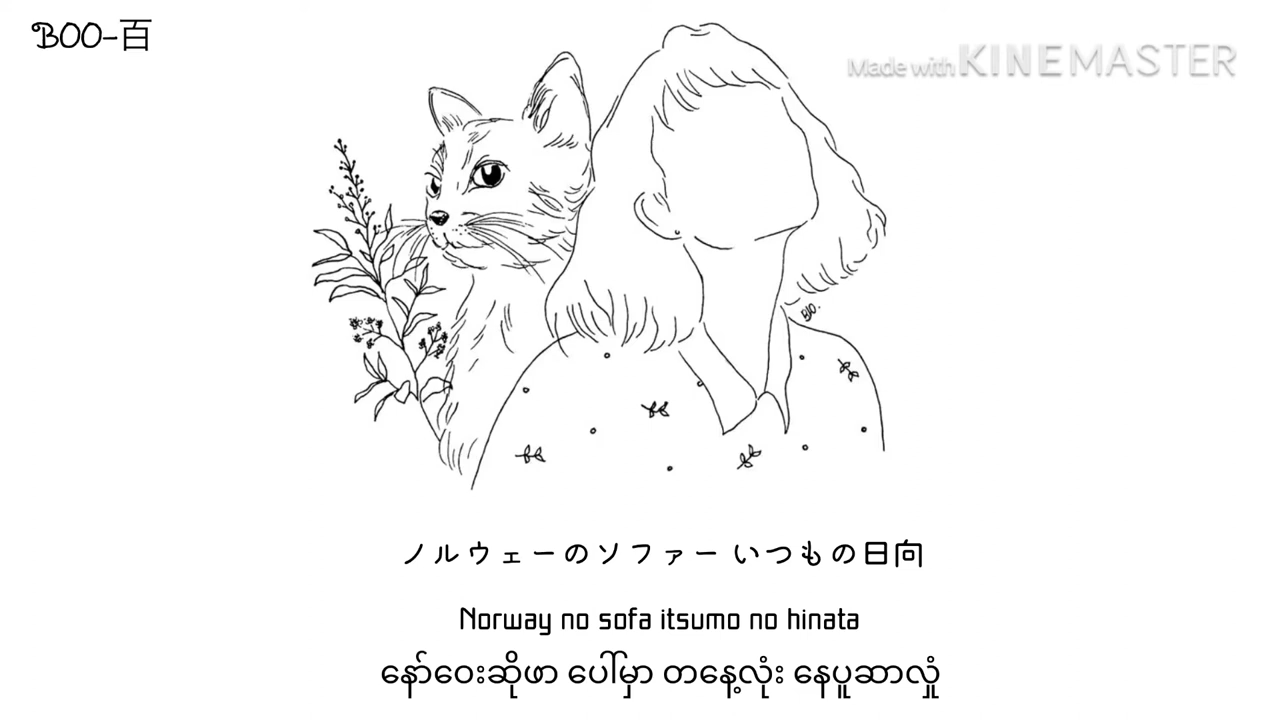 BOO-百
Made with KINEMASTER
BOO.
ノルウェーのソファー いつもの日向
Norway no sofa itsumo no hinata
နော်ဝေးဆိုဖာ ပေါ်မှာ တနေ့လုံး နေပူဆာလှုံ